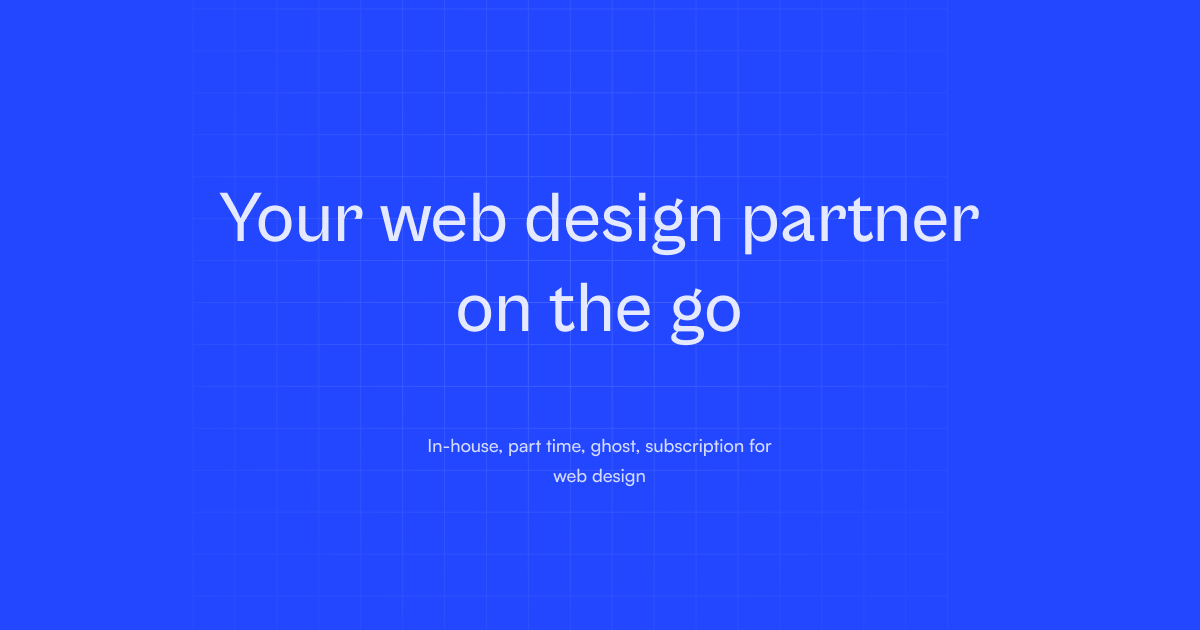 Your web design partner
on the go
In-house, part time, ghost, subscription for
web design